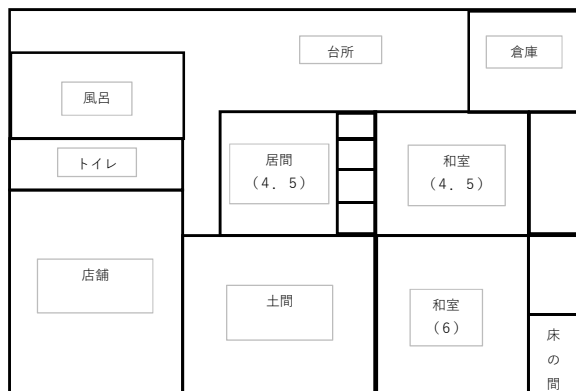 台所
倉庫
風呂
トイレ
居間
（4．5）
和室
（4．5）
店舗
土間
和室
（6）
床
の
間